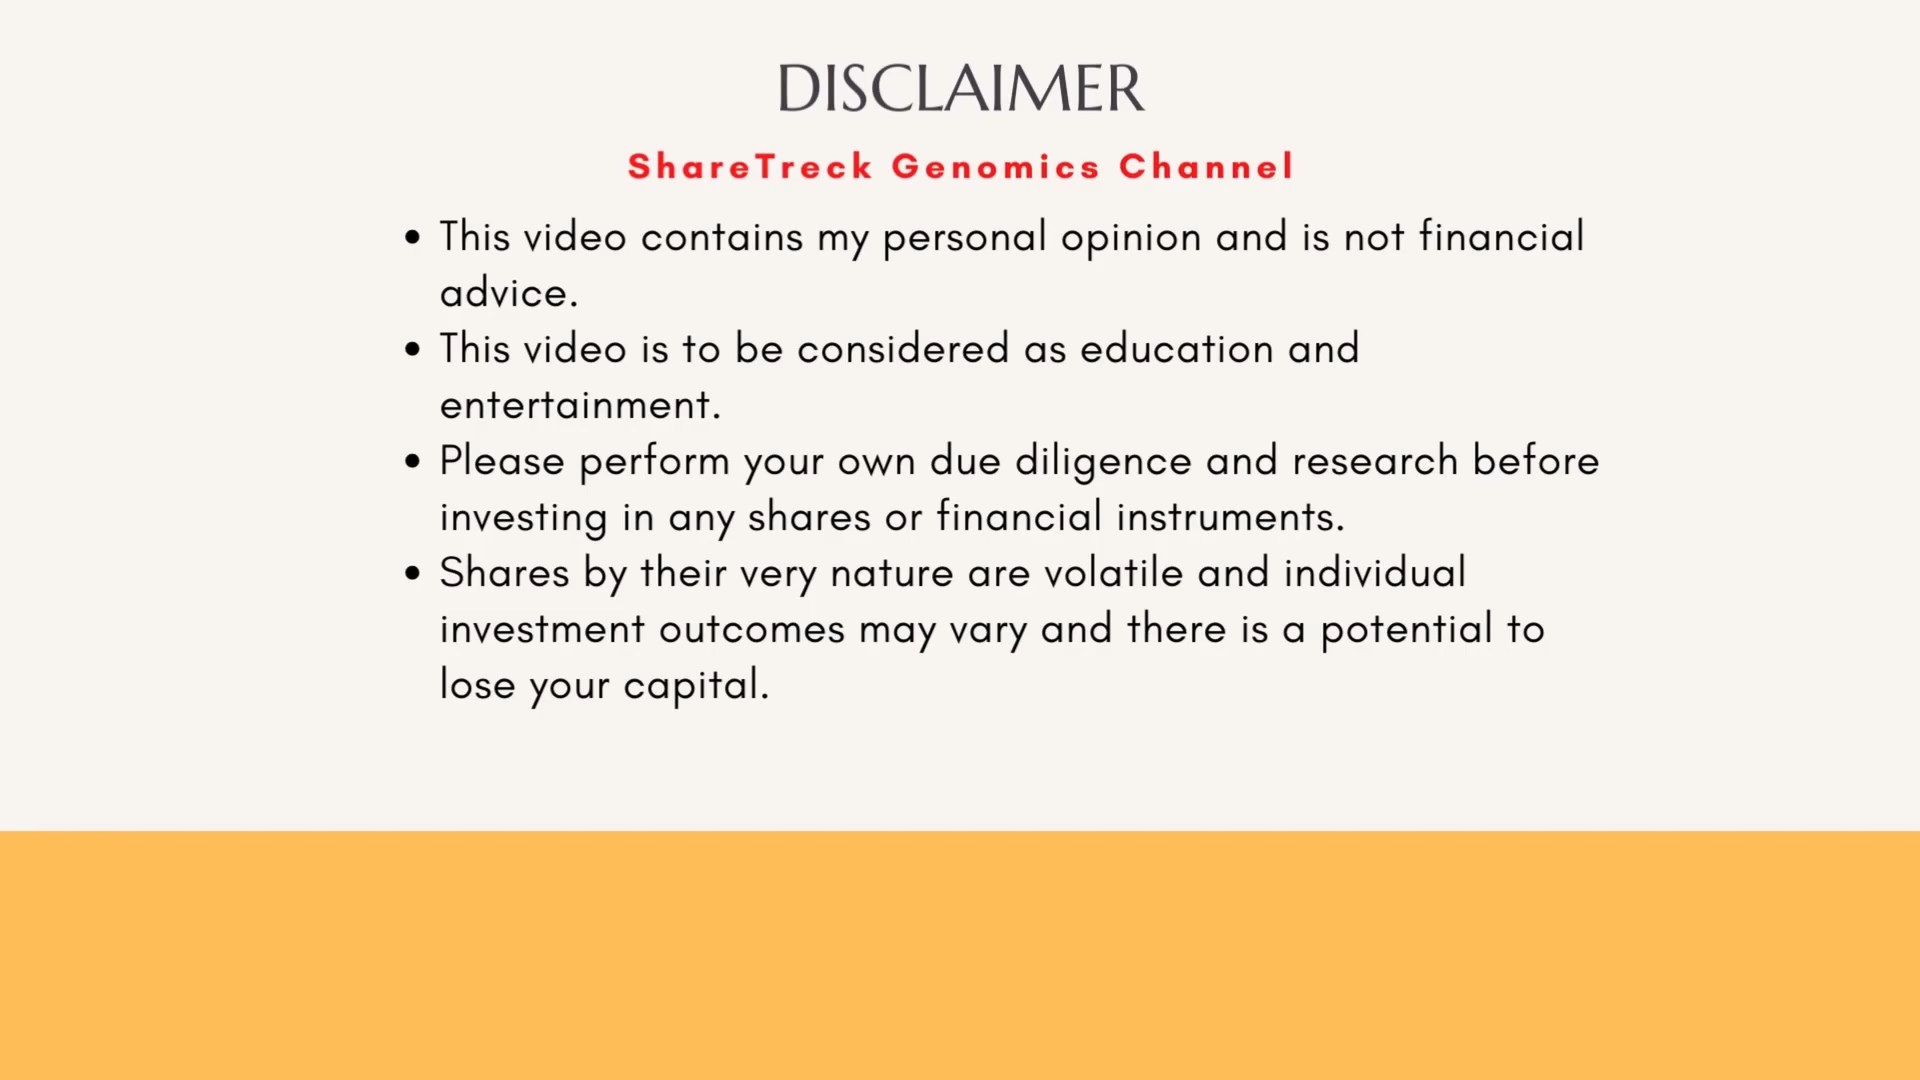 DISCLAIMER
ShareTreck Genomics Channel
• This video contains my personal opinion and is not financial
advice.
• This video is to be considered as education and
entertainment.
• Please perform your own due diligence and research before
investing in any shares or financial instruments.
• Shares by their very nature are volatile and individual
investment outcomes may vary and there is a potential to
lose your capital.